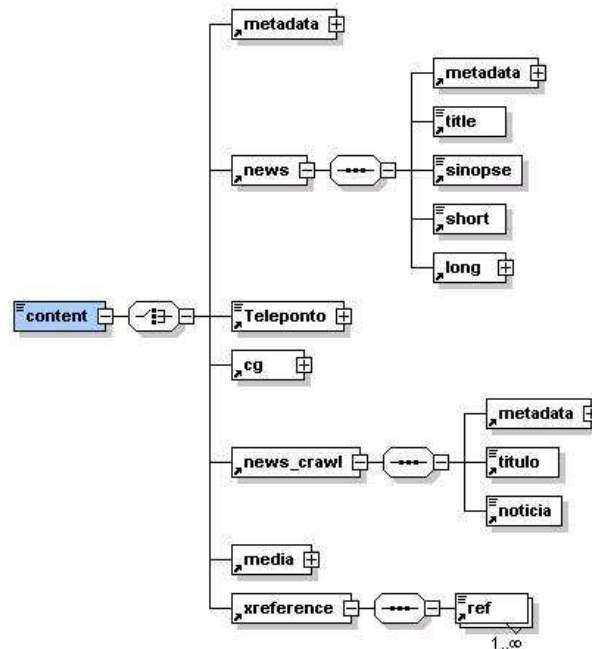 metadata
metadata
title
news
sinopse
short
long
content
Teleponto
cg
metadata
news_crawl
titulo
noticia
media
xreference
ref
1..∞